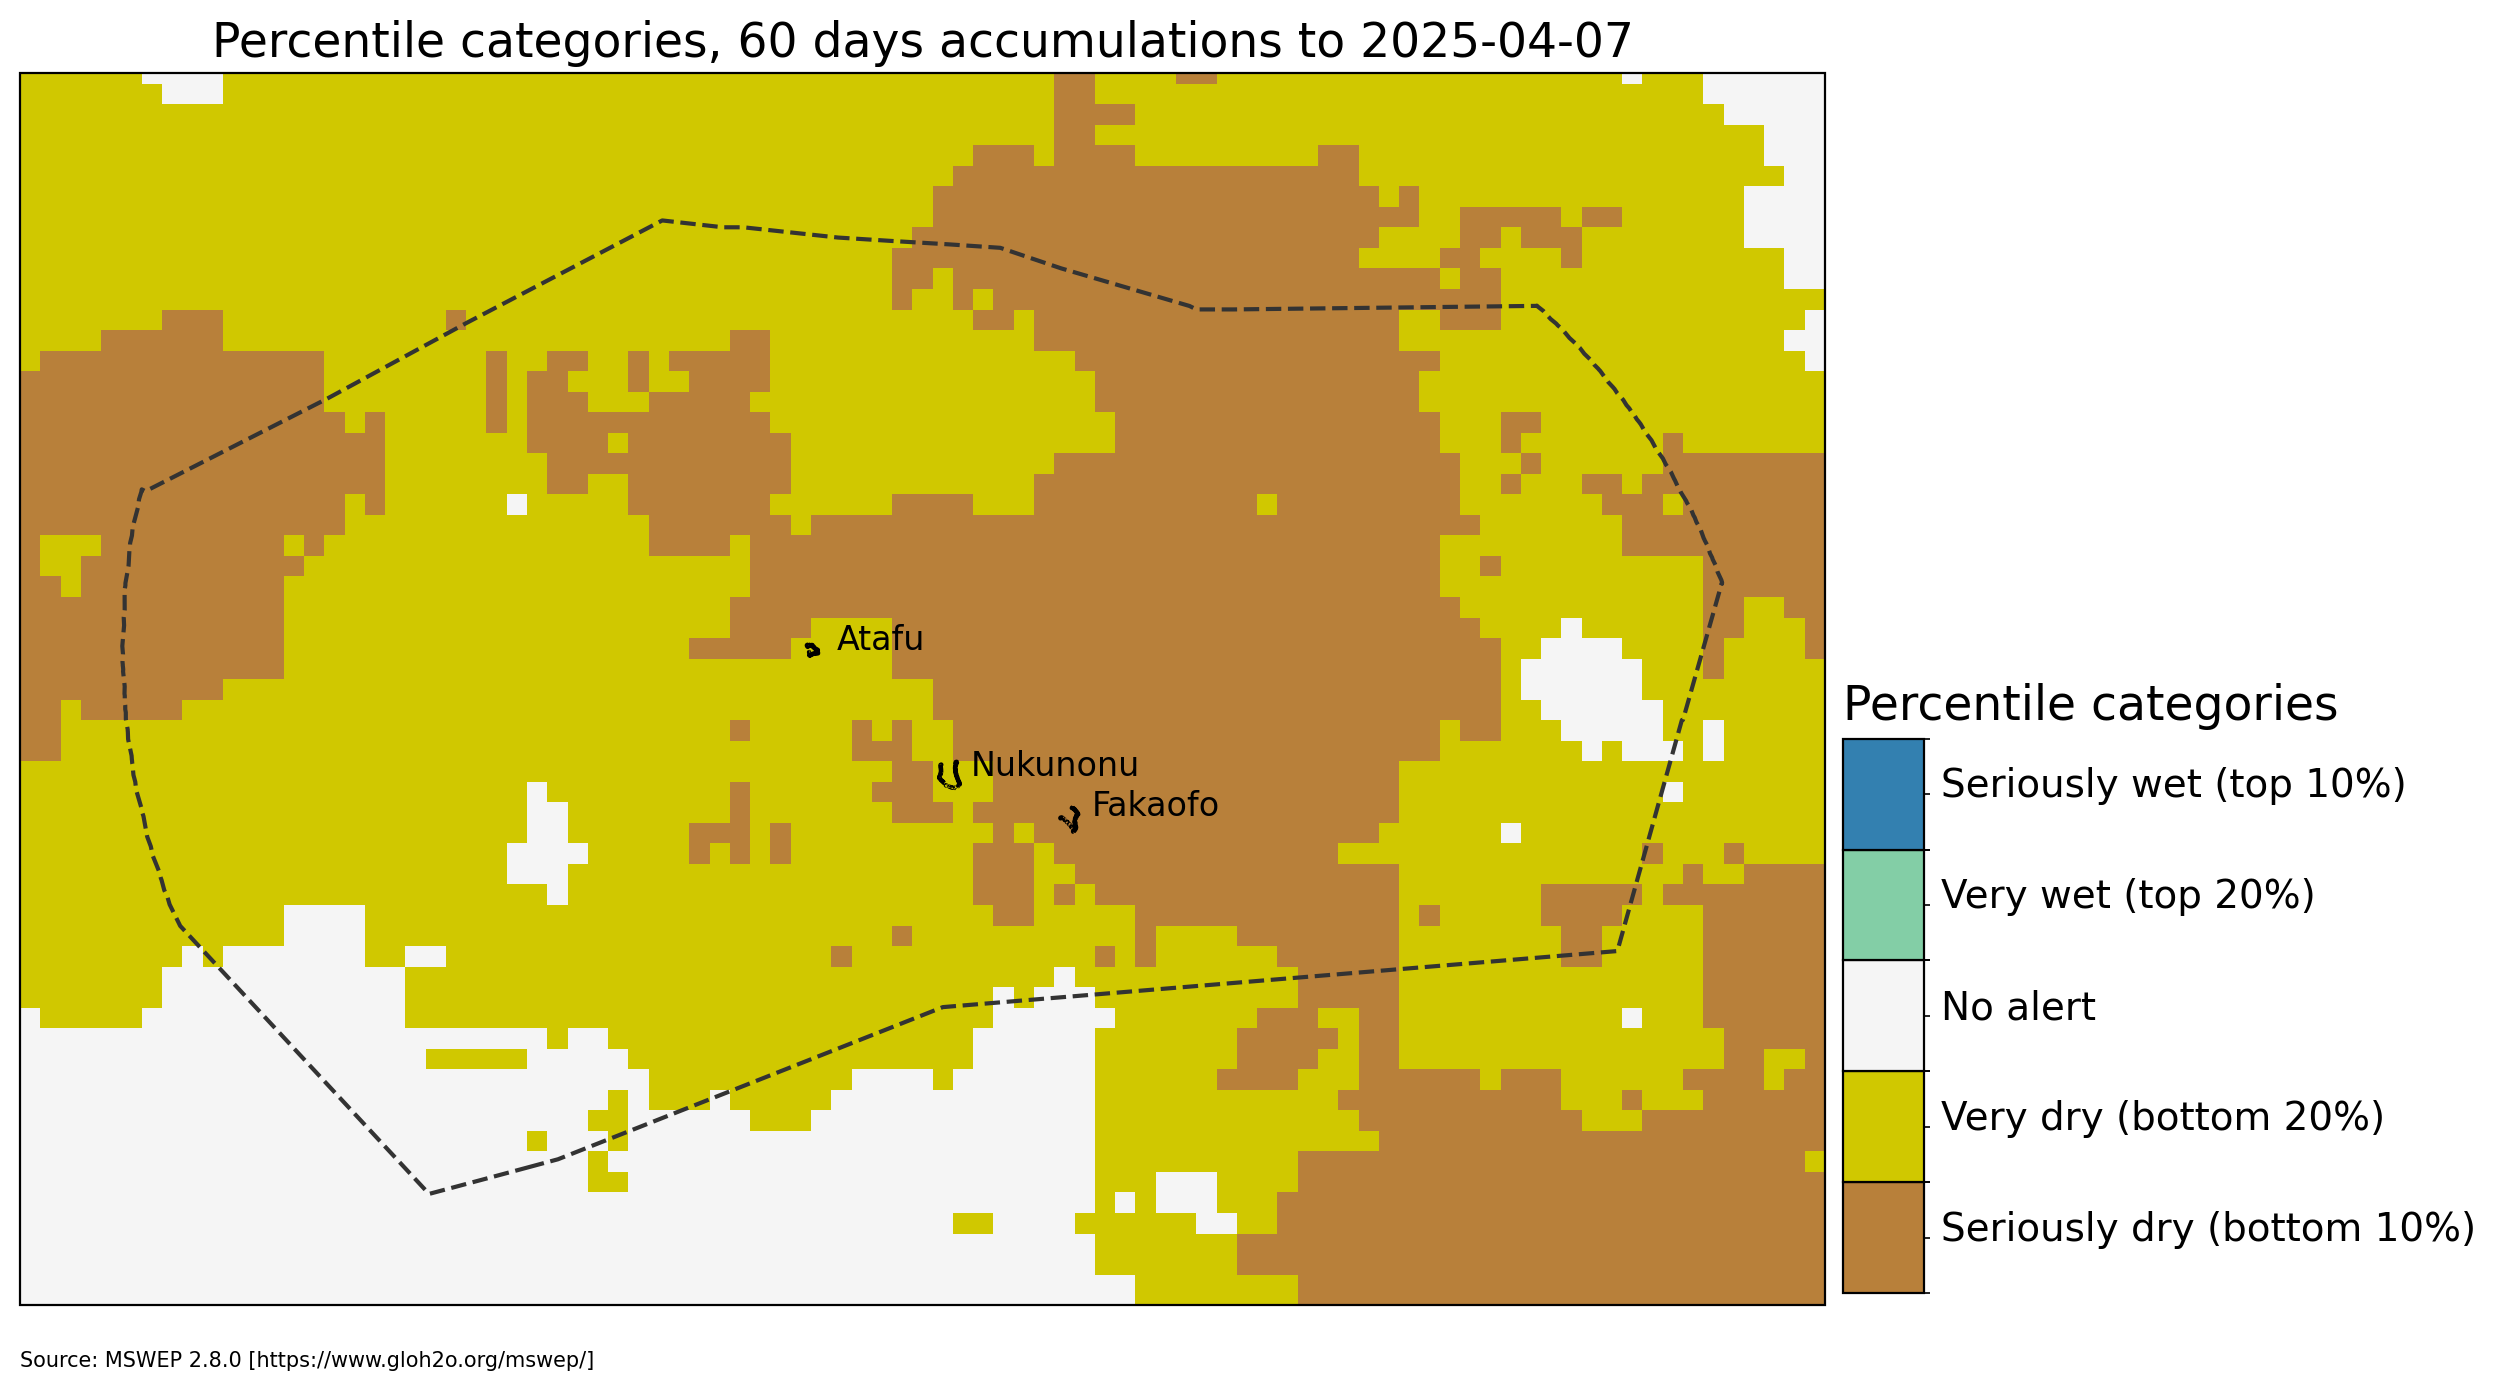 Percentile categories, 60 days accumulations to 2025-04-07
Atafu
Nukunonu
Fakaofo
Percentile categories
Seriously wet (top 10%)
Very wet (top 20%)
No alert
Very dry (bottom 20%)
Seriously dry (bottom 10%)
Source: MSWEP 2.8.0 [https://www.gloh2o.org/mswep/]